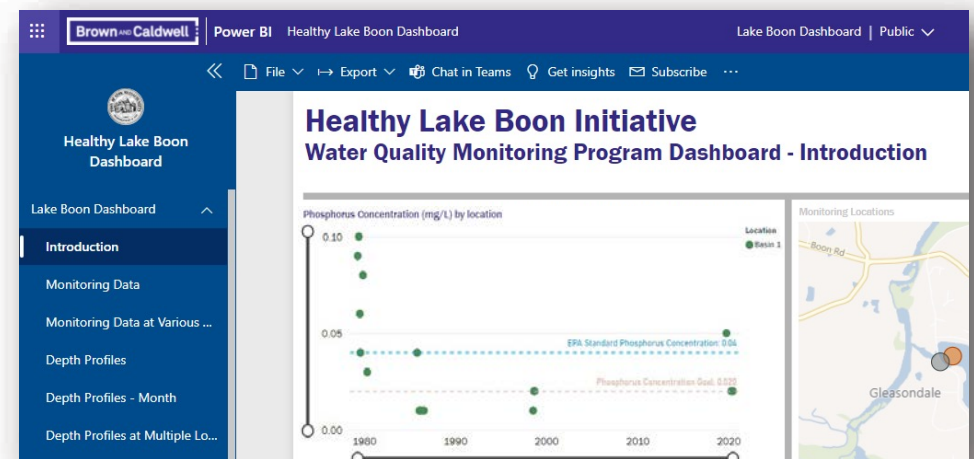 Brown AND Caldwell Power BI Healthy Lake Boon Dashboard Lake Boon Dashboard | Public
File Export Chat in Teams Get insights Subscribe ...
Healthy Lake Boon
Dashboard
Lake Boon Dashboard
Introduction
Monitoring Data
Monitoring Data at Various ...
Depth Profiles
Depth Profiles - Month
Depth Profiles at Multiple Lo...
Healthy Lake Boon Initiative
Water Quality Monitoring Program Dashboard - Introduction
Phosphorus Concentration (mg/L) by location
Location
Basin 1
0.10
0.05
0.00
EPA Standard Phosphorus Concentration: 0.04
Phosphorus Concentration Goal: 0.020
1980 1990 2000 2010 2020
Monitoring Locations
Boon Rd
Gleasondale